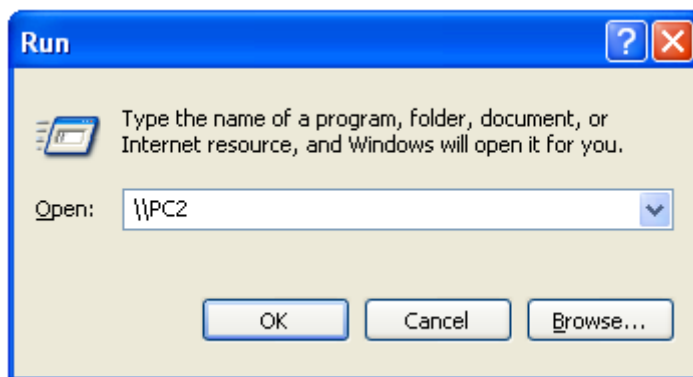 Run
Type the name of a program, folder, document, or
Internet resource, and Windows will open it for you.
Open: \\PC2
OK Cancel Browse...